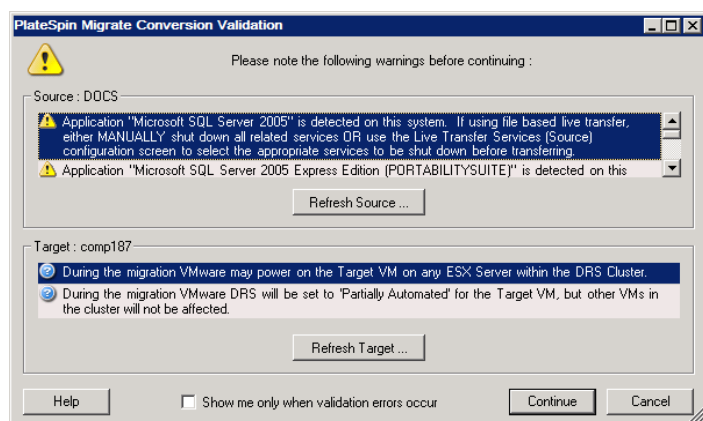 PlateSpin Migrate Conversion Validation
Please note the following warnings before continuing :
Source : DOCS
Application "Microsoft SQL Server 2005" is detected on this system. If using file based live transfer,
either MANUALLY shut down all related services OR use the Live Transfer Services (Source)
configuration screen to select the appropriate services to be shut down before transferring.
Application "Microsoft SQL Server 2005 Express Edition (PORTABILITYSUITE)" is detected on this
Refresh Source ...
Target : comp187
During the migration VMware may power on the Target VM on any ESX Server within the DRS Cluster.
During the migration VMware DRS will be set to 'Partially Automated' for the Target VM, but other VMs in
the cluster will not be affected.
Refresh Target ...
Help
Show me only when validation errors occur
Continue
Cancel